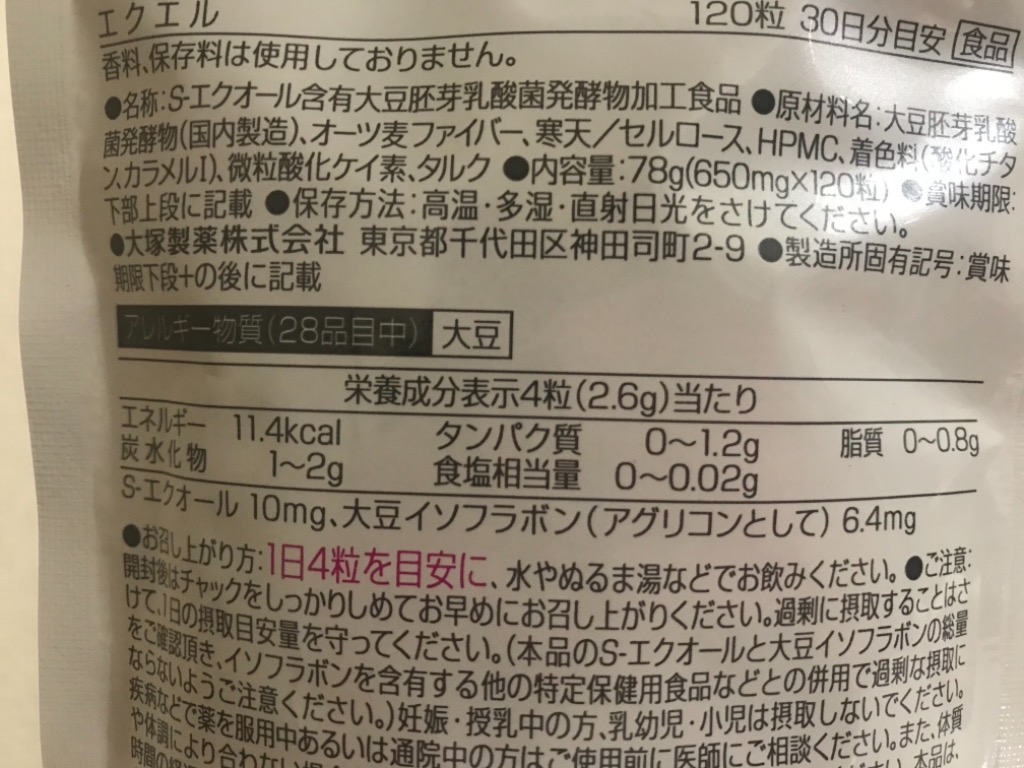 エクエル 120粒 30日分目安 食品
香料、保存料は使用しておりません。
●名称:S-エクオール含有大豆胚芽乳酸菌発酵物加工食品 ●原材料名:大豆胚芽乳酸
菌発酵物(国内製造)、オーツ麦ファイバー、寒天/セルロース、HPMC、着色料(酸化チタ
ン、カラメルⅠ)、微粒酸化ケイ素、タルク ●内容量:78g(650mg×120粒) ●賞味期限:
下部上段に記載 ●保存方法:高温・多湿・直射日光をさけてください。
●大塚製薬株式会社 東京都千代田区神田司町2-9 ●製造所固有記号:賞味
期限下段+の後に記載
アレルギー物質(28品目中) 大豆
栄養成分表示4粒(2.6g)当たり
エネルギー 11.4kcal タンパク質 0〜1.2g 脂質 0〜0.8g
炭水化物 1〜2g 食塩相当量 0〜0.02g
S-エクオール 10mg、大豆イソフラボン(アグリコンとして) 6.4mg
●お召し上がり方:1日4粒を目安に、水やぬるま湯などでお飲みください。●ご注意:
開封後はチャックをしっかりしめてお早めにお召し上がりください。過剰に摂取することはさ
けて、1日の摂取目安量を守ってください。(本品のS-エクオールと大豆イソフラボンの総量
をご確認頂き、イソフラボンを含有する他の特定保健用食品などとの併用で過剰な摂取に
ならないようご注意ください。)妊娠・授乳中の方、乳幼児・小児は摂取しないでください。
疾病などで薬を服用中あるいは通院中の方はご使用前に医師にご相談ください。また、体質
や体調により合わない 本品は、
時間の